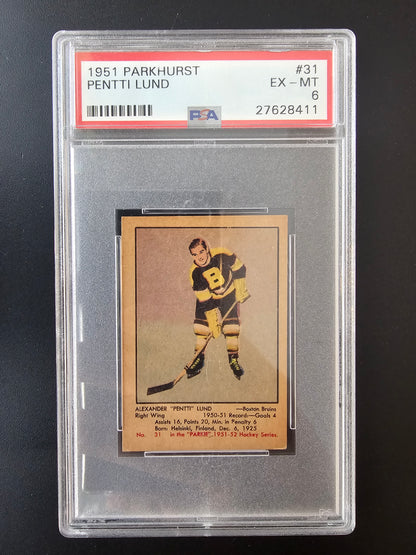 1951 PARKHURST #31
PENTTI LUND EX - MT
6
PSA 27628411
B
ALEXANDER "PENTTI" LUND —Boston Bruins
Right Wing 1950-51 Record:—Goals 4
Assists 16, Points 20, Min. in Penalty 6
Born: Helsinki, Finland, Dec. 6, 1925
No. 31 in the "PARKIE" 1951-52 Hockey Series.
PSA